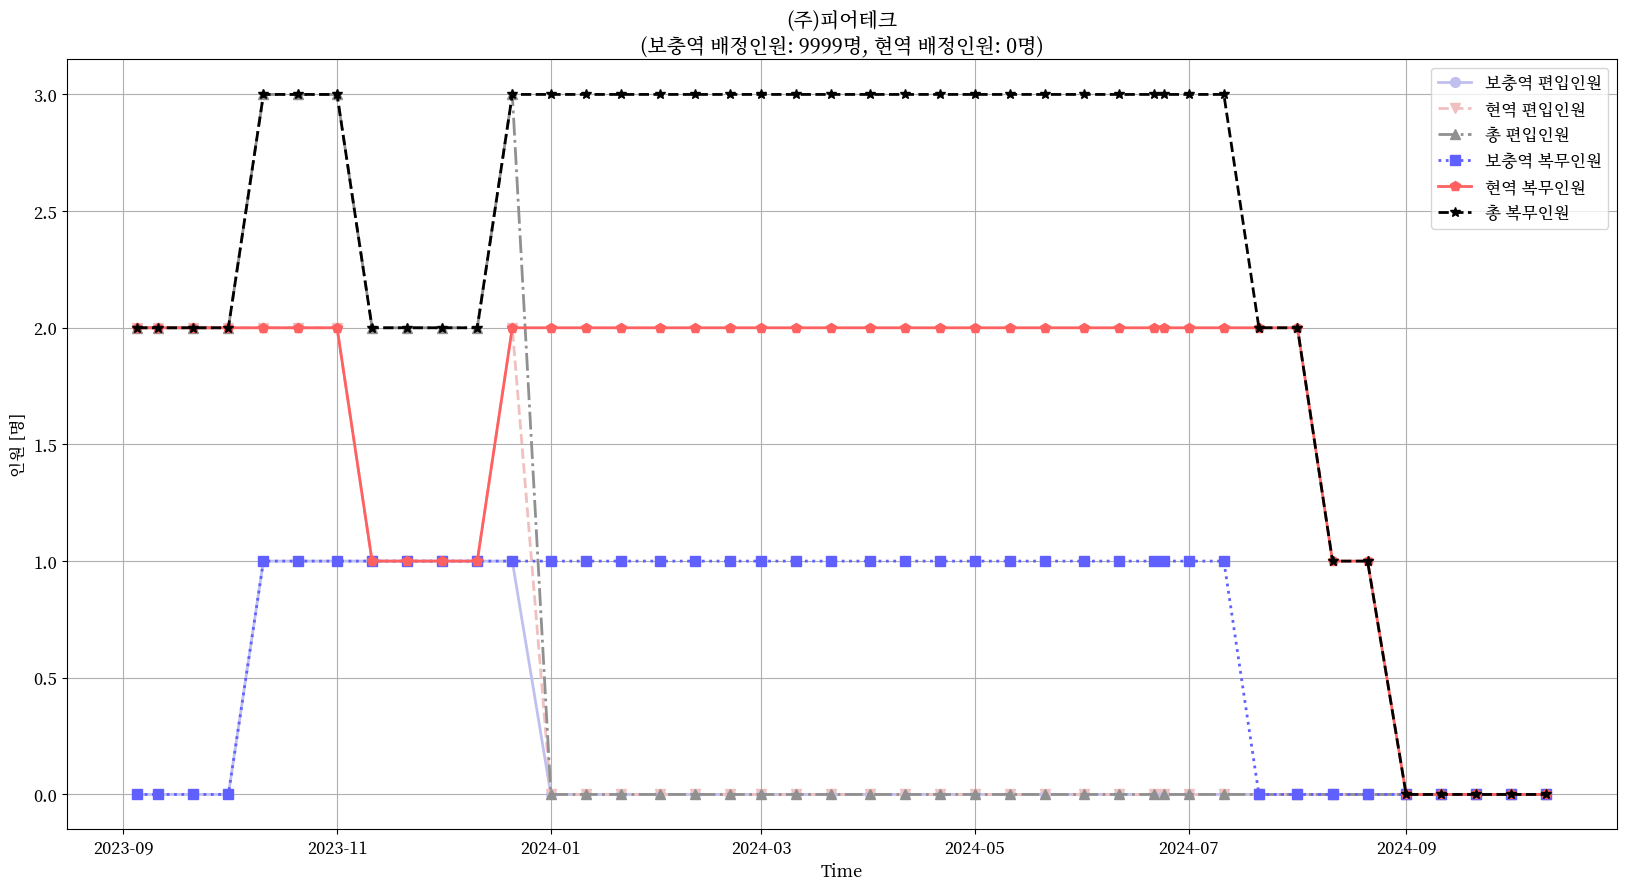 (주)피어테크
(보충역 배정인원: 9999명, 현역 배정인원: 0명)
보충역 편입인원
현역 편입인원
총 편입인원
보충역 복무인원
현역 복무인원
총 복무인원
인원 [명]
3.0
2.5
2.0
1.5
1.0
0.5
0.0
2023-09
2023-11
2024-01
2024-03
2024-05
2024-07
2024-09
Time